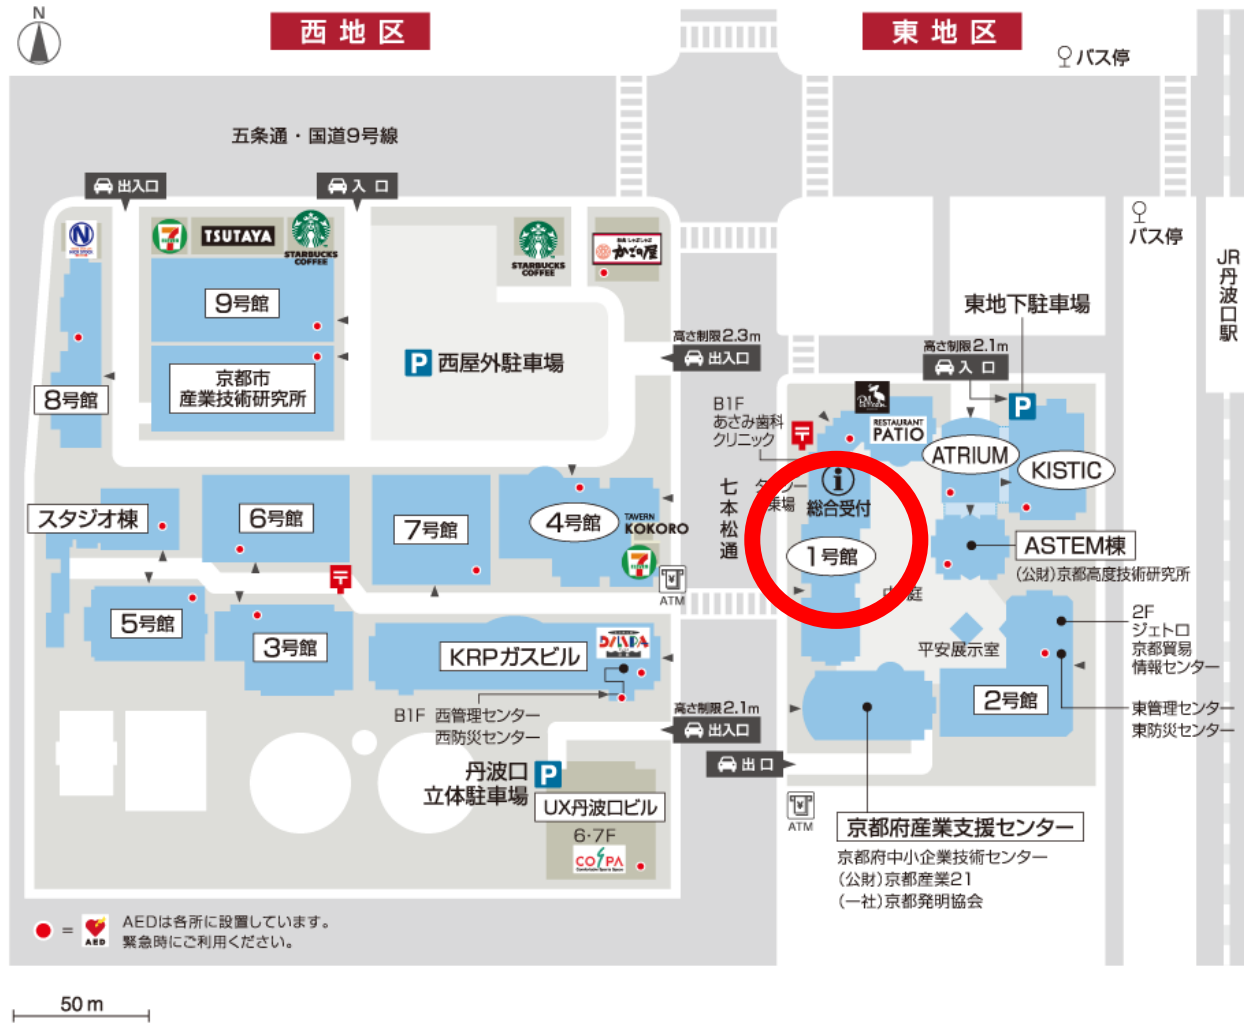 N
西地区
東地区
バス停
五条通・国道9号線
出入口
入口
7
TSUTAYA
STARBUCKS
COFFEE
STARBUCKS
COFFEE
かごの屋
バス停
JR丹波口駅
9号館
京都市
産業技術研究所
8号館
P 西屋外駐車場
高さ制限2.3m
出入口
東地下駐車場
高さ制限2.1m
入口
P
B1F
あさみ歯科
クリニック
RESTAURANT
PATIO
ATRIUM
KISTIC
七本松通
総合受付
1号館
スタジオ棟
6号館
7号館
4号館
TAVERN
KOKORO
7
ATM
ASTEM棟
(公財)京都高度技術研究所
5号館
3号館
KRPガスビル
B1F 西管理センター
西防災センター
平安展示室
2F
ジェトロ
京都貿易
情報センター
2号館
東管理センター
東防災センター
高さ制限2.1m
出入口
出口
丹波口
立体駐車場
P
UX丹波口ビル
6・7F
CO PA
ATM
京都府産業支援センター
京都府中小企業技術センター
(公財)京都産業21
(一社)京都発明協会
= AED
AEDは各所に設置しています。
緊急時にご利用ください。
50 m